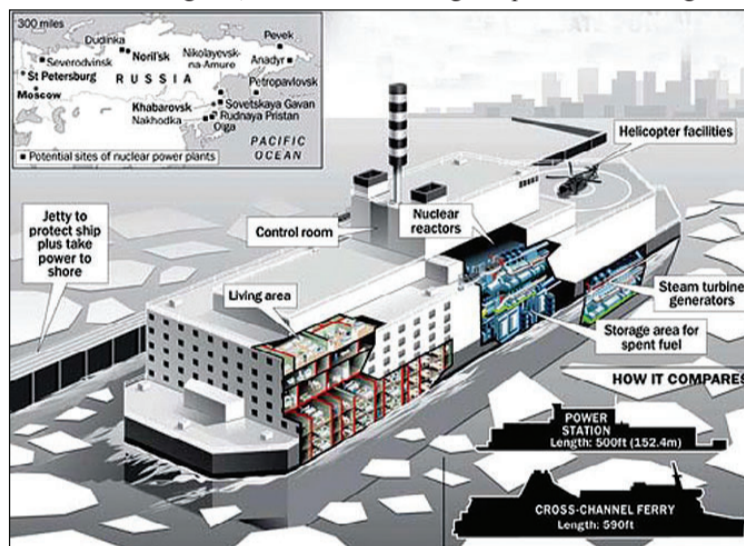 300 miles
Dudinka
Pevek
Noril'sk
Nikolayevsk-
na-Amure
Severodvinsk
Anadyr
St Petersburg
RUSSIA
Petropavlovsk
Moscow
Khabarovsk
Sovetskaya Gavan
Nakhodka
Rudnaya Pristan
Olga
PACIFIC
OCEAN
Potential sites of nuclear power plants
Helicopter facilities
Jetty to
protect ship
plus take
power to
shore
Control room
Nuclear
reactors
Living area
Steam turbine
generators
Storage area for
spent fuel
HOW IT COMPARES
POWER
STATION
Length: 500ft (152.4m)
CROSS-CHANNEL FERRY
Length: 590ft